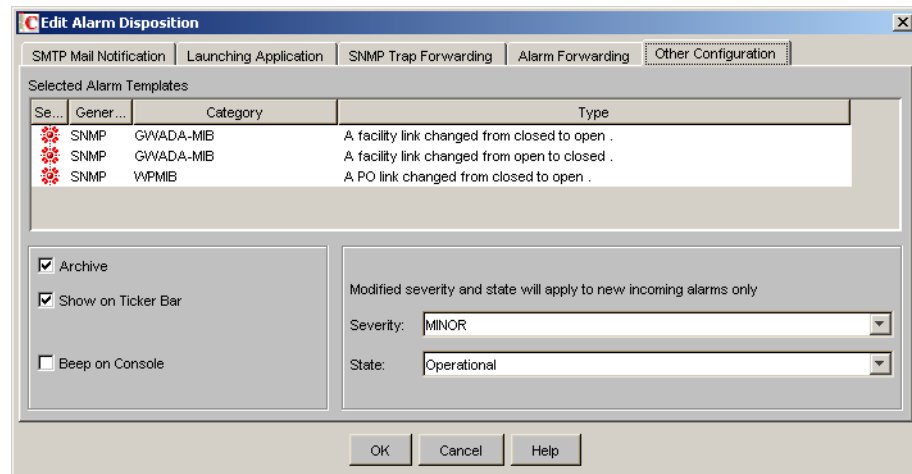 Edit Alarm Disposition
SMTP Mail Notification Launching Application SNMP Trap Forwarding Alarm Forwarding Other Configuration
Selected Alarm Templates
Se... Gener... Category Type
SNMP GWADA-MIB A facility link changed from closed to open .
SNMP GWADA-MIB A facility link changed from open to closed .
SNMP WPMIB A PO link changed from closed to open .
Archive
Show on Ticker Bar
Beep on Console
Modified severity and state will apply to new incoming alarms only
Severity: MINOR
State: Operational
OK Cancel Help